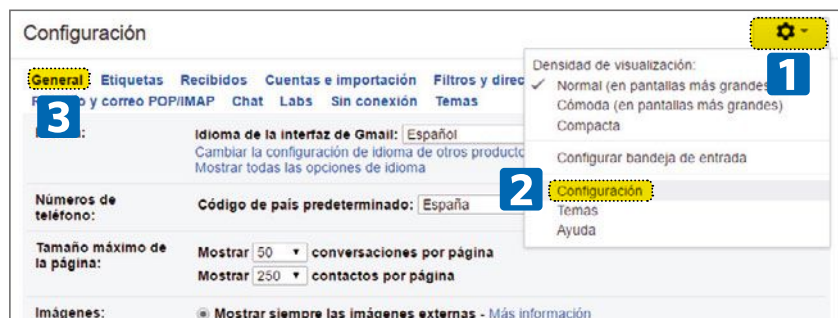 Configuración
1
Densidad de visualización:
✓ Normal (en pantallas más grandes
Cómoda (en pantallas más grandes)
Compacta
Configurar bandeja de entrada
2
Configuración
Temas
Ayuda
General Etiquetas Recibidos Cuentas e importación Filtros y direc
y correo POP/IMAP Chat Labs Sin conexión Temas
3
Idioma de la interfaz de Gmail: Español
Cambiar la configuración de idioma de otros producto
Mostrar todas las opciones de idioma
Números de
teléfono:
Código de país predeterminado: España
Tamaño máximo de
la página:
Mostrar 50 conversaciones por página
Mostrar 250 contactos por página
Imágenes:
Mostrar siempre las imágenes externas - Más información